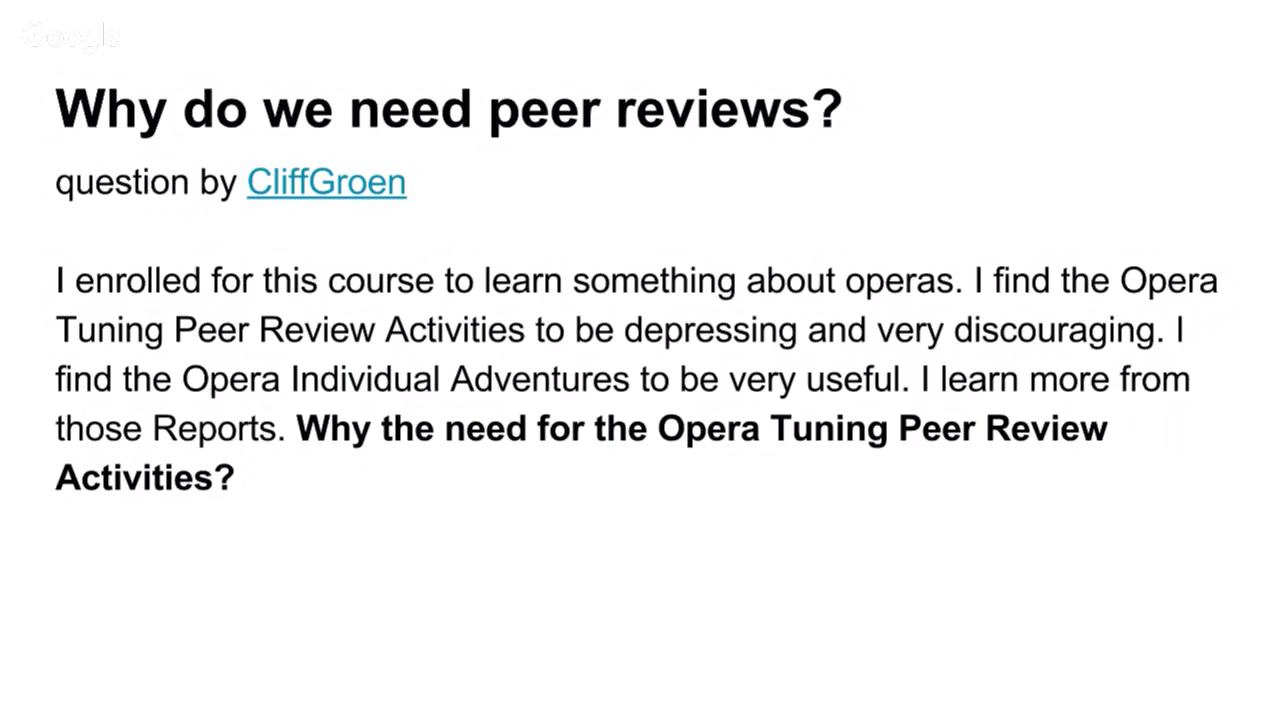 Google
Why do we need peer reviews?
question by CliffGroen
I enrolled for this course to learn something about operas. I find the Opera
Tuning Peer Review Activities to be depressing and very discouraging. I
find the Opera Individual Adventures to be very useful. I learn more from
those Reports. Why the need for the Opera Tuning Peer Review
Activities?